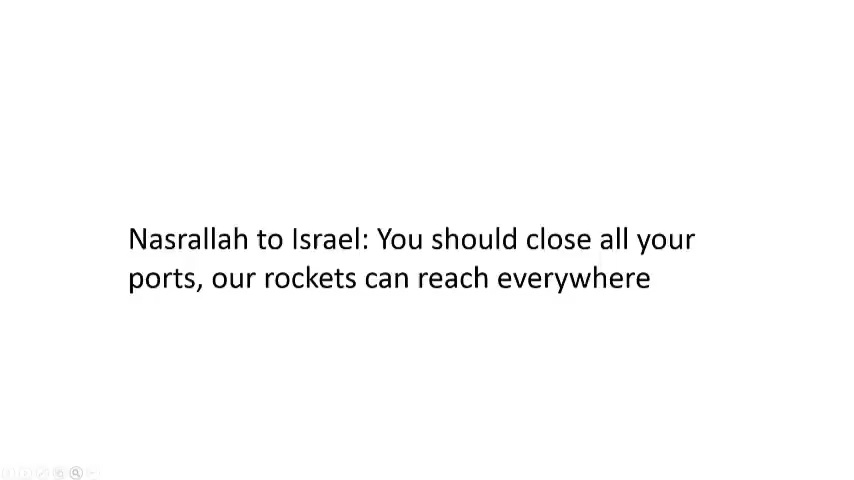 Nasrallah to Israel: You should close all your
ports, our rockets can reach everywhere